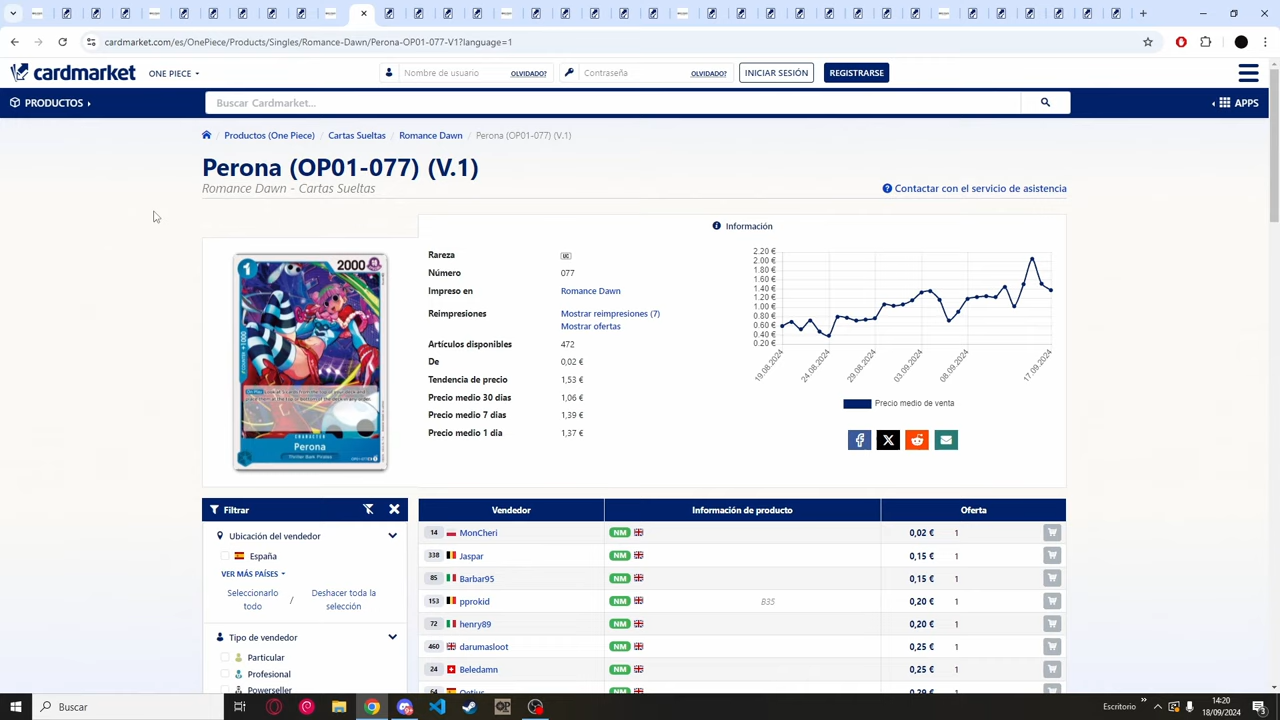 cardmarket.com/es/OnePiece/Products/Singles/Romance-Dawn/Perona-OP01-077-V1?language=1
cardmarket
ONE PIECE
Nombre de usuario
OLVIDADO?
Contraseña
OLVIDADO?
INICIAR SESIÓN
REGISTRARSE
PRODUCTOS
Buscar Cardmarket...
APPS
Productos (One Piece) / Cartas Sueltas / Romance Dawn / Perona (OP01-077) (V.1)
Perona (OP01-077) (V.1)
Romance Dawn - Cartas Sueltas
Contactar con el servicio de asistencia
Información
1
2000
COUNTER +1000
CHARACTER
Perona
Thriller Bark Pirates
Rareza
UC
Número 077
Impreso en Romance Dawn
Reimpresiones Mostrar reimpresiones (7)
Mostrar ofertas
Artículos disponibles 472
De 0,02 €
Tendencia de precio 1,53 €
Precio medio 30 días 1,06 €
Precio medio 7 días 1,39 €
Precio medio 1 día 1,37 €
2.20 €
2.00 €
1.80 €
1.60 €
1.40 €
1.20 €
1.00 €
0.80 €
0.60 €
0.40 €
0.20 €
19.08.2024
24.08.2024
29.08.2024
03.09.2024
08.09.2024
17.09.2024
Precio medio de venta
Filtrar
Ubicación del vendedor
España
VER MÁS PAÍSES
Seleccionarlo todo / Deshacer toda la selección
Tipo de vendedor
Particular
Profesional
Powerseller
Vendedor Información de producto Oferta
14 MonCheri NM 0,02 € 1
338 Jaspar NM 0,15 € 1
85 Barbar95 NM 0,15 € 1
153 pprokid NM B35 0,20 € 1
72 henry89 NM 0,20 € 1
460 darumasloot NM 0,25 € 1
24 Beledamn NM 0,25 € 1
Buscar
Escritorio
14:20
18/09/2024
3